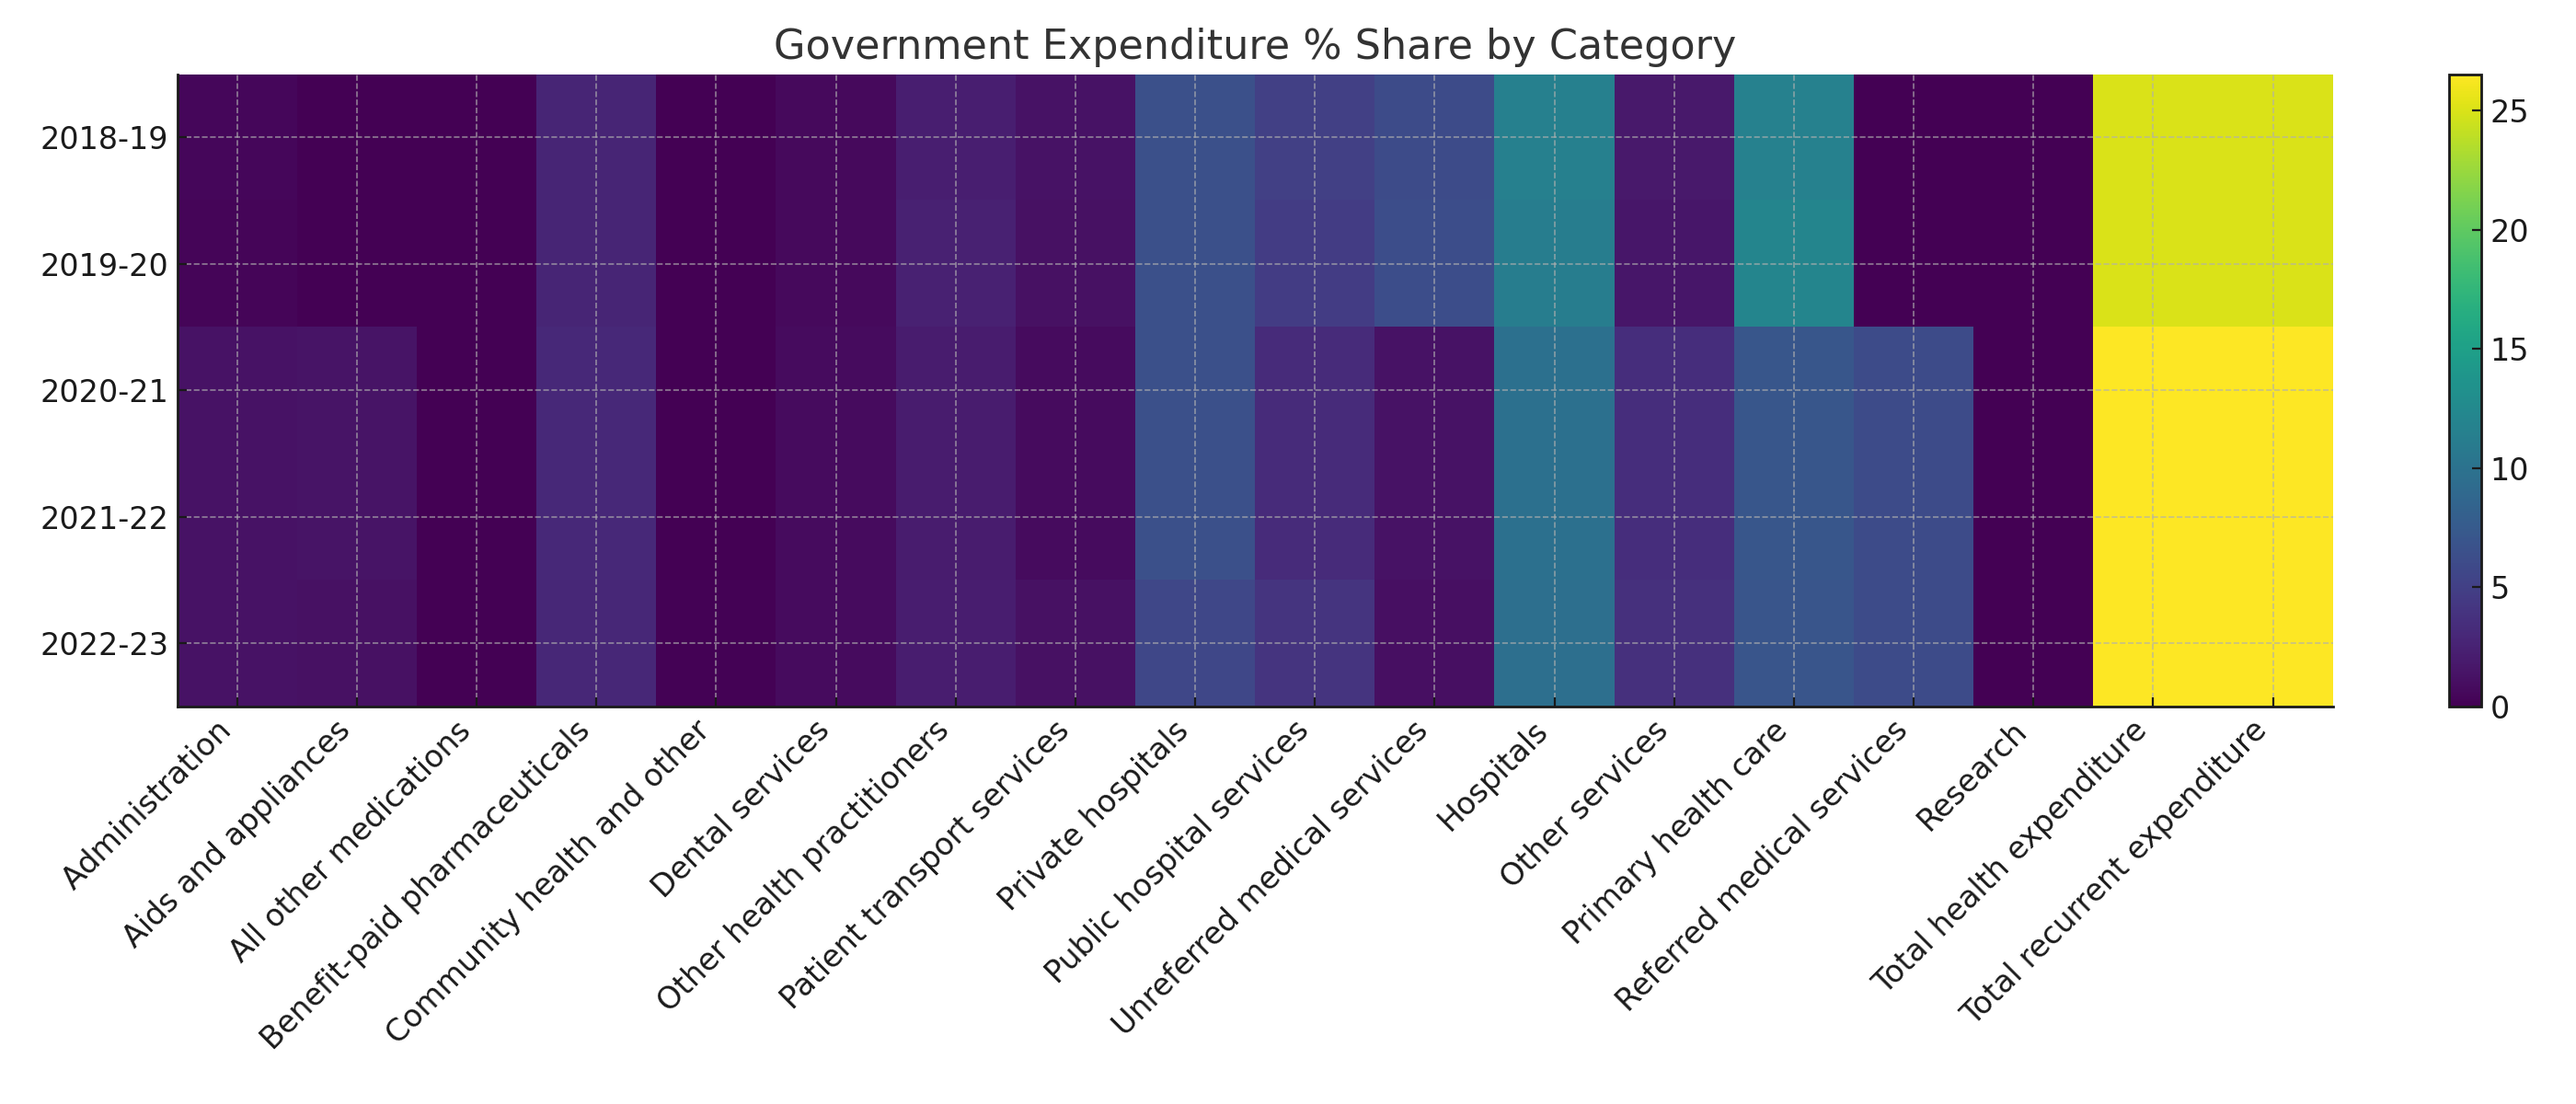 Government Expenditure % Share by Category
2018-19
2019-20
2020-21
2021-22
2022-23
25
20
15
10
5
0
Administration
Aids and appliances
All other medications
Benefit-paid pharmaceuticals
Community health and other
Dental services
Other health practitioners
Patient transport services
Private hospitals
Public hospital services
Unreferred medical services
Hospitals
Other services
Primary health care
Referred medical services
Research
Total health expenditure
Total recurrent expenditure